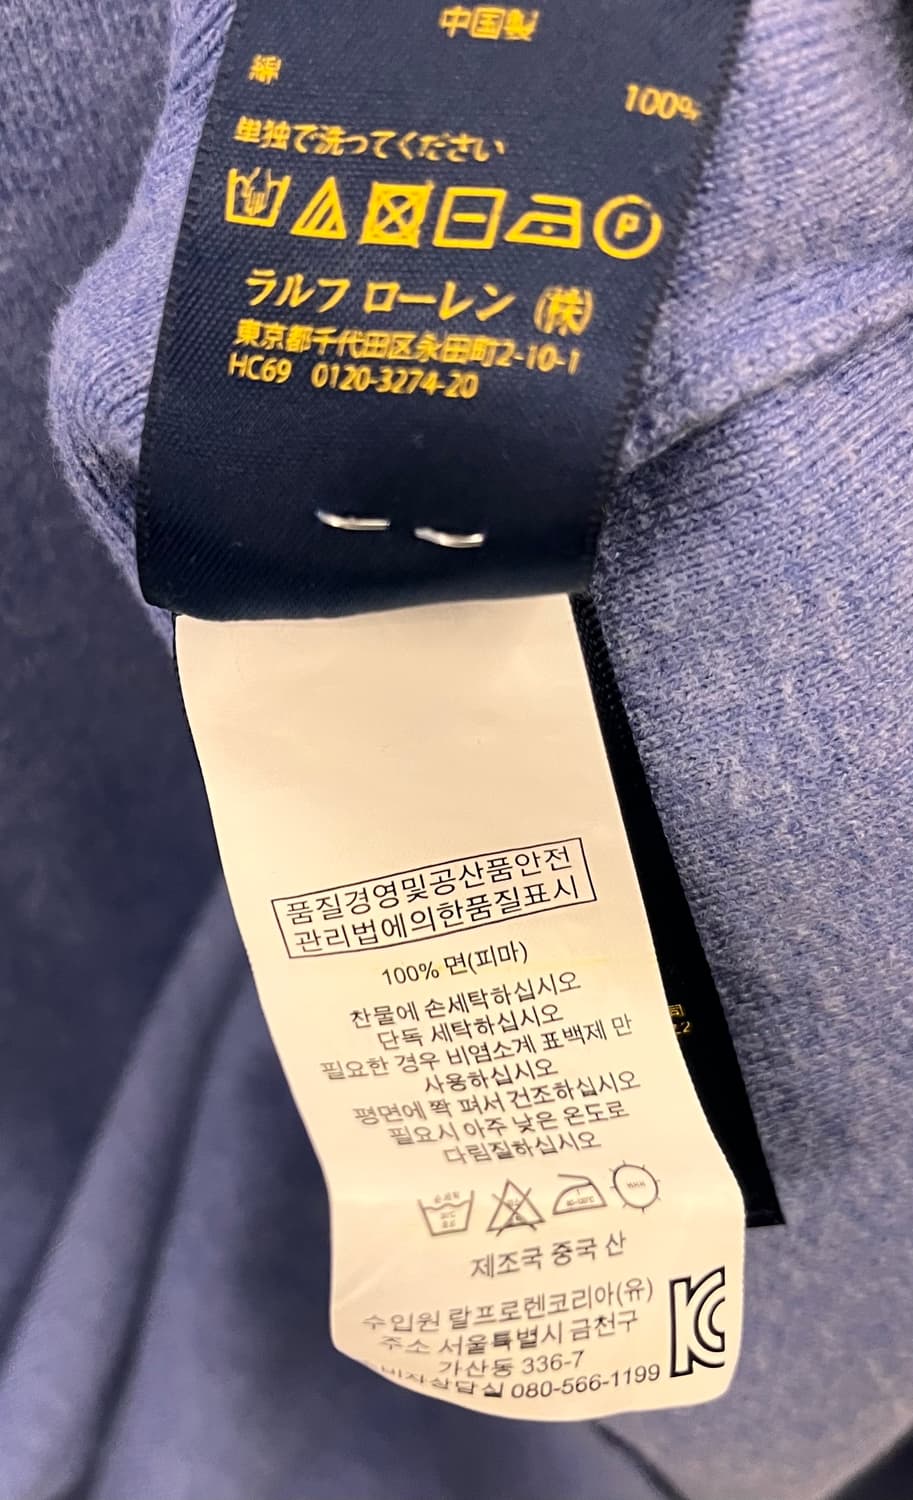 中国製
綿 100%
単独で洗ってください
P
ラルフ ローレン (株)
東京都千代田区永田町2-10-1
HC69 0120-3274-20
품질경영및공산품안전
관리법에의한품질표시
100% 면(피마)
찬물에 손세탁하십시오
단독 세탁하십시오
필요한 경우 비염소계 표백제 만
사용하십시오
평면에 쫙 펴서 건조하십시오
필요시 아주 낮은 온도로
다림질하십시오
제조국 중국 산
수입원 랄프로렌코리아(유)
주소 서울특별시 금천구
가산동 336-7
상담실 080-566-1199